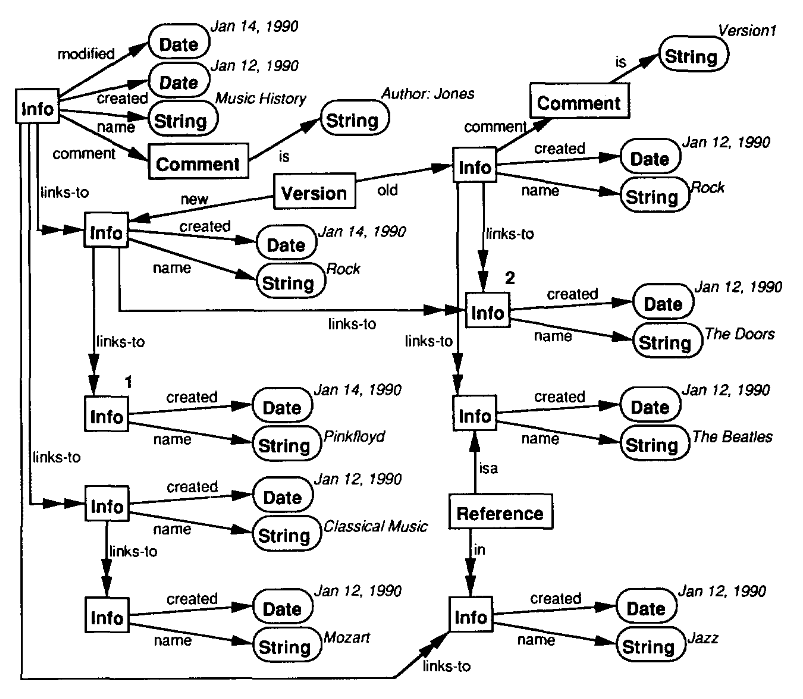 Jan 14, 1990
modified
Date
Jan 12, 1990
created
Date
Info
name
String
Music History
comment
Comment
is
String
Author: Jones
Version1
is
String
Comment
comment
Info
created
Date
Jan 12, 1990
name
String
Rock
links-to
new
Version
old
Info
created
Date
Jan 14, 1990
name
String
Rock
links-to
2
Info
created
Date
Jan 12, 1990
name
String
The Doors
links-to
links-to
links-to
1
Info
created
Date
Jan 14, 1990
name
String
Pinkfloyd
Info
created
Date
Jan 12, 1990
name
String
The Beatles
links-to
isa
Info
created
Date
Jan 12, 1990
name
String
Classical Music
Reference
links-to
in
Info
created
Date
Jan 12, 1990
name
String
Mozart
Info
created
Date
Jan 12, 1990
name
String
Jazz
links-to